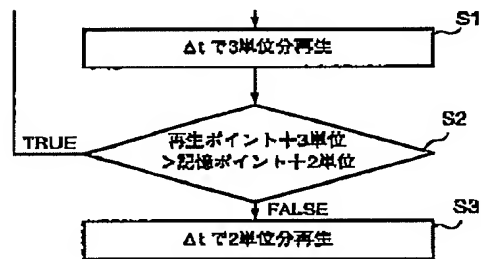 S1
Δtで3単位分再生
S2
再生ポイント+3単位
>記憶ポイント+2単位
TRUE
FALSE
S3
Δtで2単位分再生